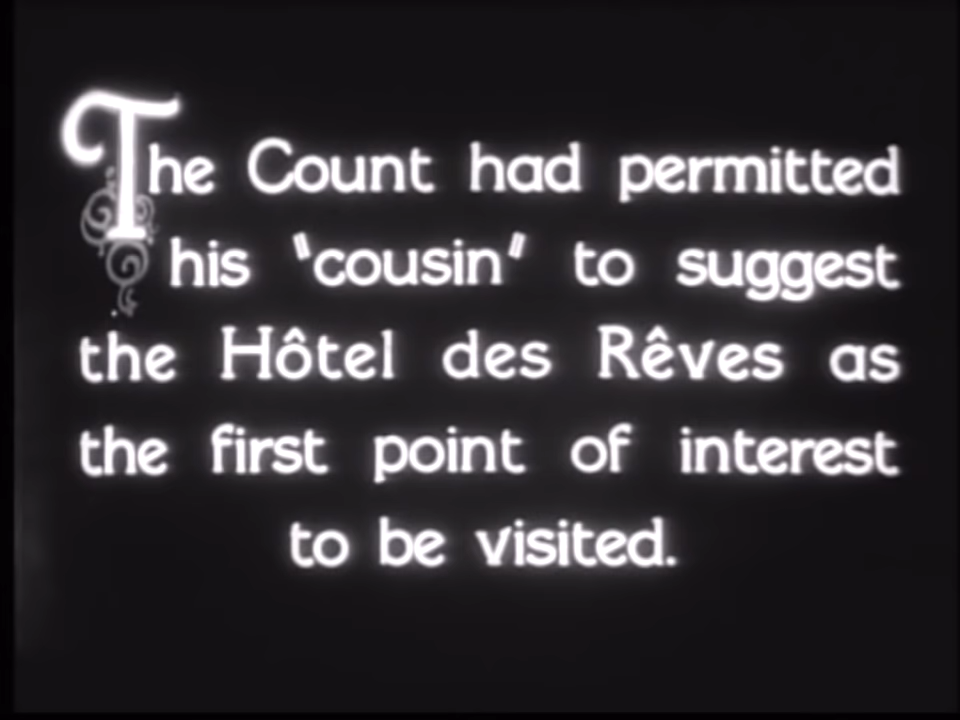 The Count had permitted
his "cousin" to suggest
the Hôtel des Rêves as
the first point of interest
to be visited.